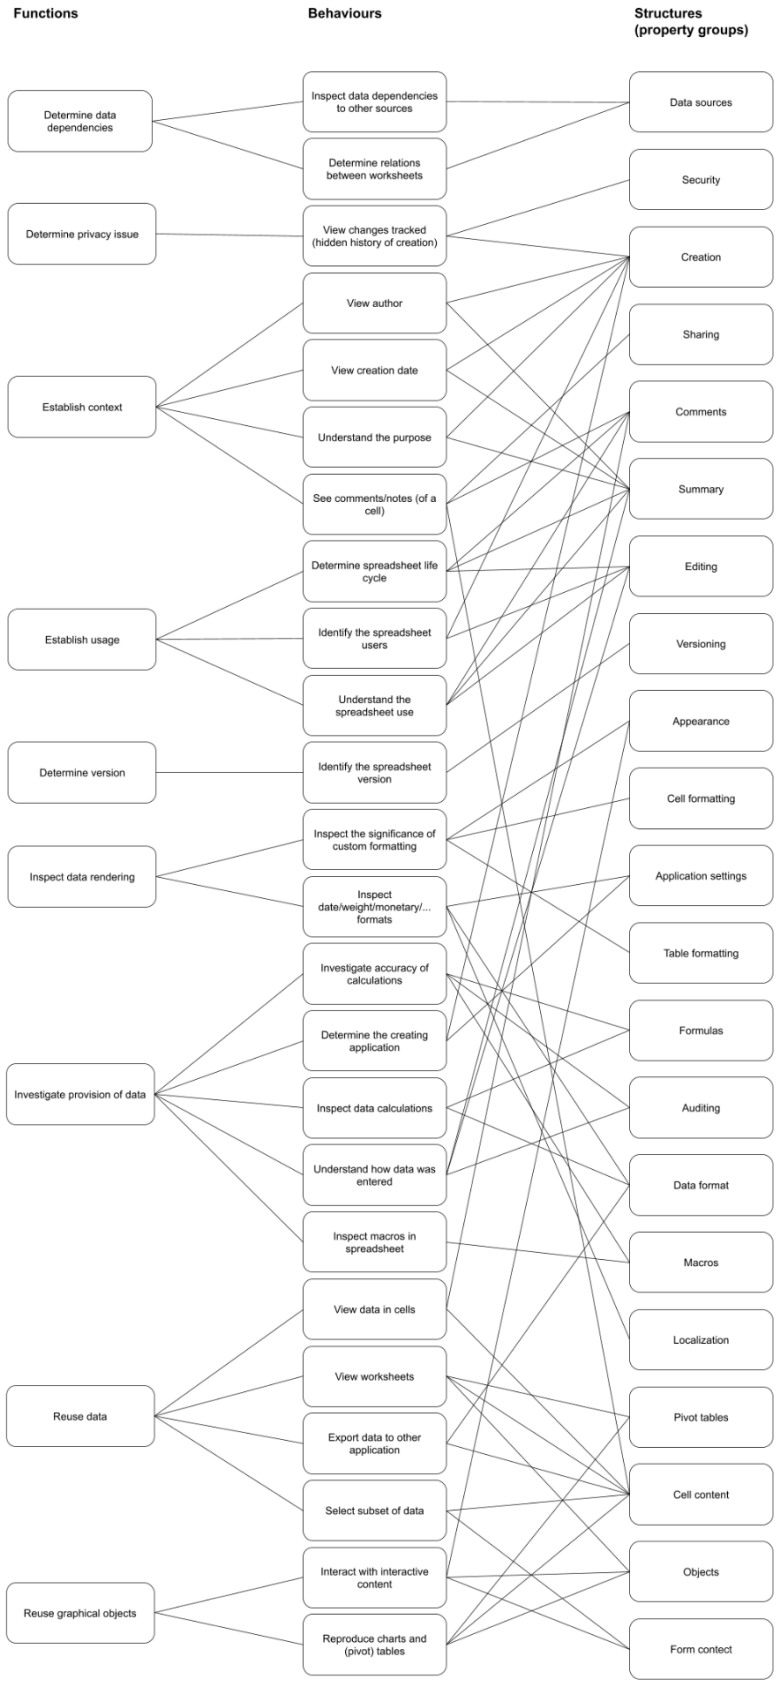 Functions
Behaviours
Structures
(property groups)
Determine data
dependencies
Determine privacy issue
Establish context
Establish usage
Determine version
Inspect data rendering
Investigate provision of data
Reuse data
Reuse graphical objects
Inspect data dependencies
to other sources
Determine relations
between worksheets
View changes tracked
(hidden history of creation)
View author
View creation date
Understand the purpose
See comments/notes (of a
cell)
Determine spreadsheet life
cycle
Identify the spreadsheet
users
Understand the
spreadsheet use
Identify the spreadsheet
version
Inspect the significance of
custom formatting
Inspect
date/weight/monetary/...
formats
Investigate accuracy of
calculations
Determine the creating
application
Inspect data calculations
Understand how data was
entered
Inspect macros in
spreadsheet
View data in cells
View worksheets
Export data to other
application
Select subset of data
Interact with interactive
content
Reproduce charts and
(pivot) tables
Data sources
Security
Creation
Sharing
Comments
Summary
Editing
Versioning
Appearance
Cell formatting
Application settings
Table formatting
Formulas
Auditing
Data format
Macros
Localization
Pivot tables
Cell content
Objects
Form contect